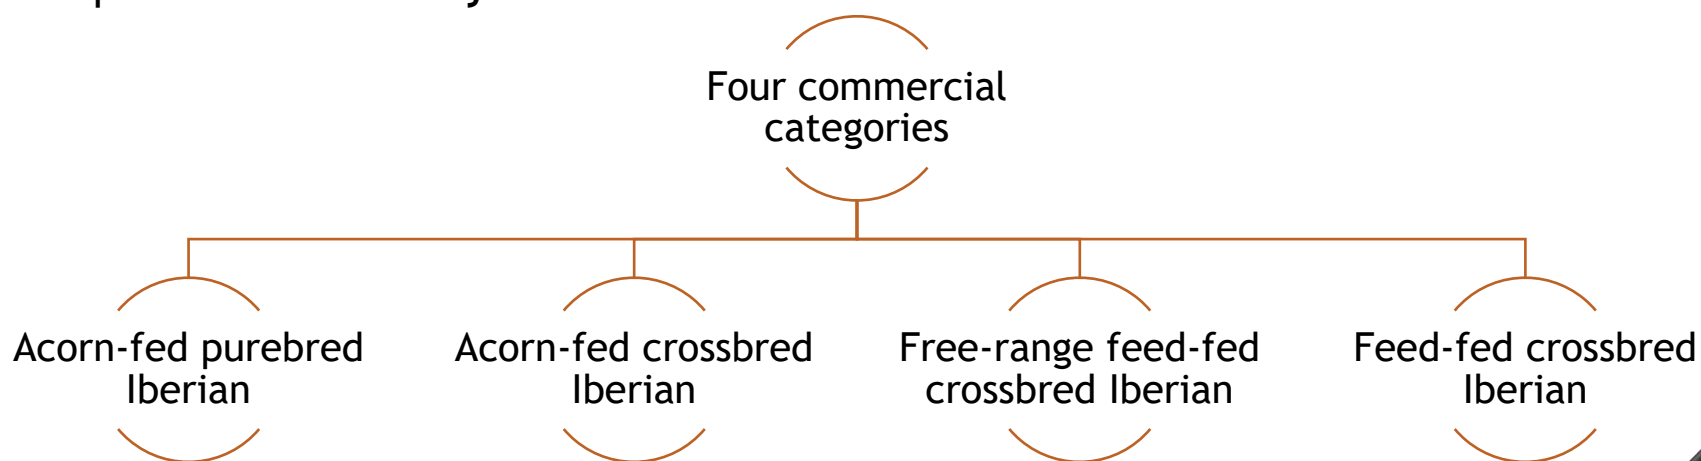 Four commercial
categories
Acorn-fed purebred
Iberian
Acorn-fed crossbred
Iberian
Free-range feed-fed
crossbred Iberian
Feed-fed crossbred
Iberian